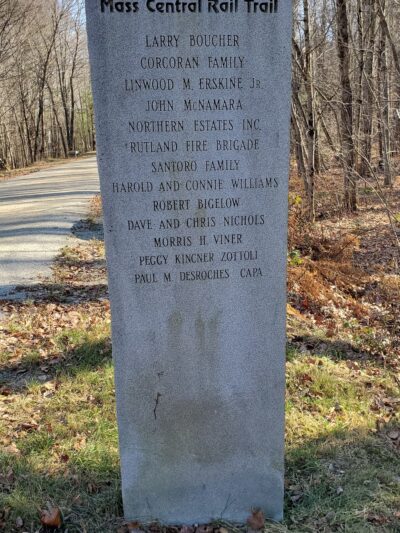 Mass Central Rail Trail
LARRY BOUCHER
CORCORAN FAMILY
LINWOOD M. ERSKINE JR.
JOHN McNAMARA
NORTHERN ESTATES INC.
RUTLAND FIRE BRIGADE
SANTORO FAMILY
HAROLD AND CONNIE WILLIAMS
ROBERT BIGELOW
DAVE AND CHRIS NICHOLS
MORRIS H. VINER
PEGGY KINCNER ZOTTOLI
PAUL M. DESROCHES CAPA